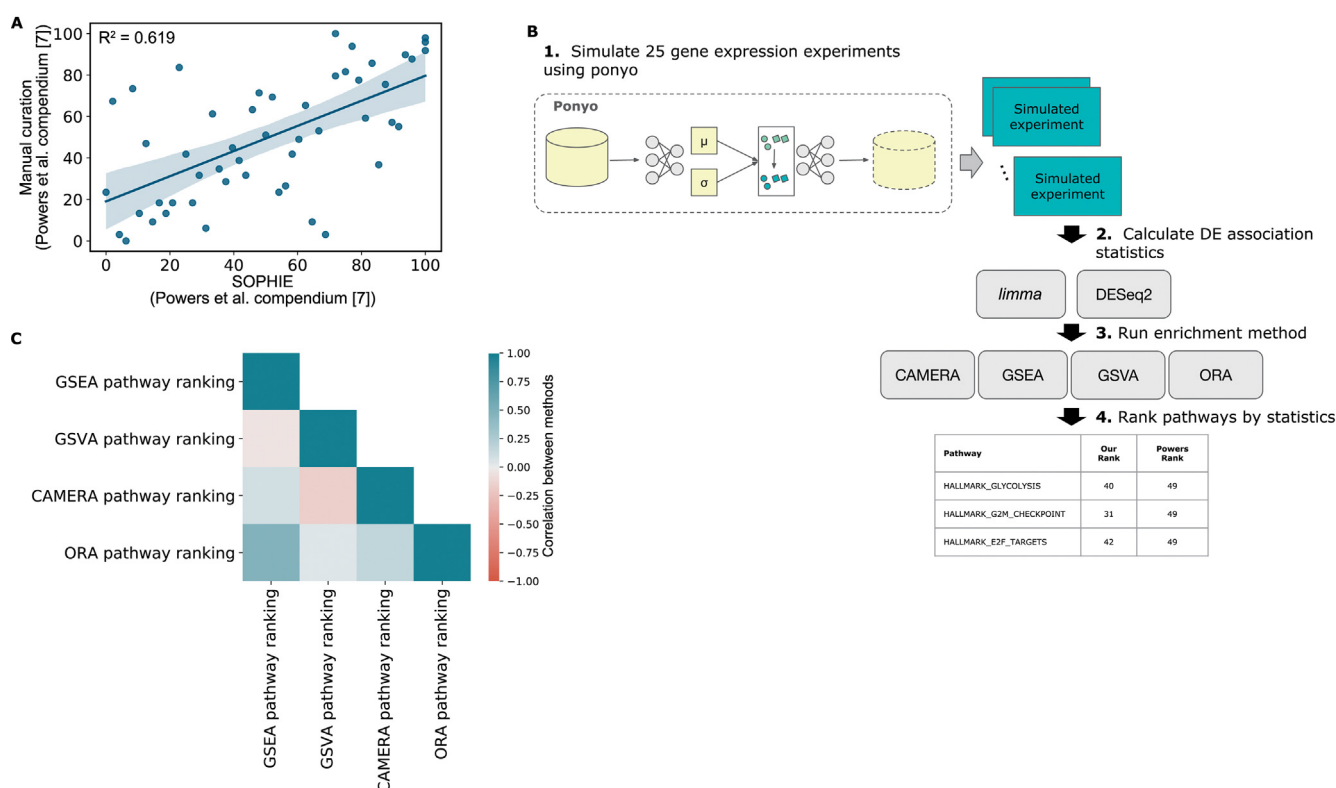 A
R² = 0.619
100
80
60
40
20
0
Manual curation
(Powers et al. compendium [7])
0 20 40 60 80 100
SOPHIE
(Powers et al. compendium [7])
B
1. Simulate 25 gene expression experiments
using ponyo
Ponyo
μ
σ
Simulated
experiment
Simulated
experiment
2. Calculate DE association
statistics
limma DESeq2
3. Run enrichment method
CAMERA GSEA GSVA ORA
4. Rank pathways by statistics
Pathway Our Rank Powers Rank
HALLMARK_GLYCOLYSIS 40 49
HALLMARK_G2M_CHECKPOINT 31 49
HALLMARK_E2F_TARGETS 42 49
C
GSEA pathway ranking
GSVA pathway ranking
CAMERA pathway ranking
ORA pathway ranking
GSEA pathway ranking
GSVA pathway ranking
CAMERA pathway ranking
ORA pathway ranking
1.00
0.75
0.50
0.25
0.00
−0.25
−0.50
−0.75
−1.00
Correlation between methods